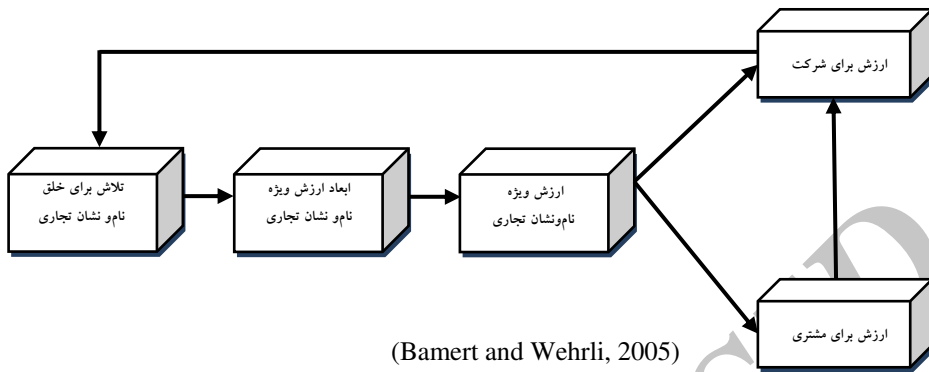 ارزش برای شرکت
تلاش برای خلق
نام‌و نشان تجاری
ابعاد ارزش ویژه
نام‌و نشان تجاری
ارزش ویژه
نام‌ونشان تجاری
ارزش برای مشتری
(Bamert and Wehrli, 2005)